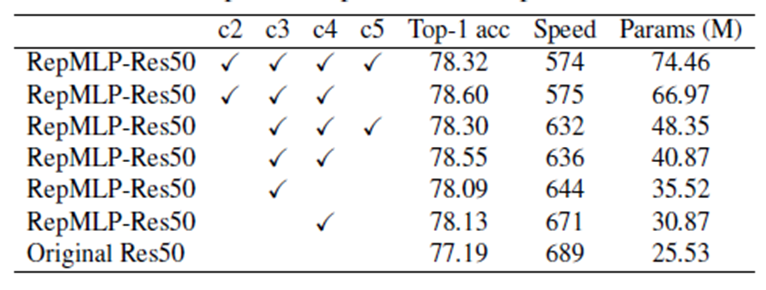 c2 c3 c4 c5 Top-1 acc Speed Params (M)
RepMLP-Res50 ✓ ✓ ✓ ✓ 78.32 574 74.46
RepMLP-Res50 ✓ ✓ ✓ 78.60 575 66.97
RepMLP-Res50 ✓ ✓ ✓ 78.30 632 48.35
RepMLP-Res50 ✓ ✓ 78.55 636 40.87
RepMLP-Res50 ✓ 78.09 644 35.52
RepMLP-Res50 ✓ 78.13 671 30.87
Original Res50 77.19 689 25.53